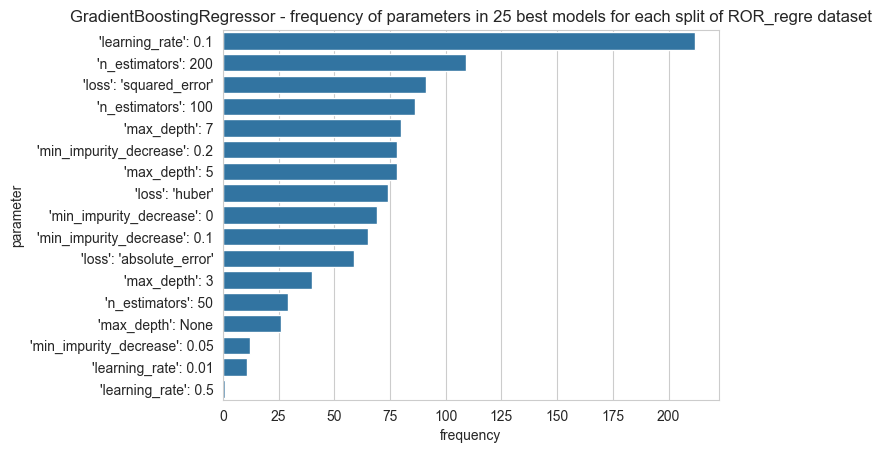 GradientBoostingRegressor - frequency of parameters in 25 best models for each split of ROR_regre dataset
'learning_rate': 0.1
'n_estimators': 200
'loss': 'squared_error'
'n_estimators': 100
'max_depth': 7
'min_impurity_decrease': 0.2
'max_depth': 5
'loss': 'huber'
'min_impurity_decrease': 0
'min_impurity_decrease': 0.1
'loss': 'absolute_error'
'max_depth': 3
'n_estimators': 50
'max_depth': None
'min_impurity_decrease': 0.05
'learning_rate': 0.01
'learning_rate': 0.5
parameter
0 25 50 75 100 125 150 175 200
frequency